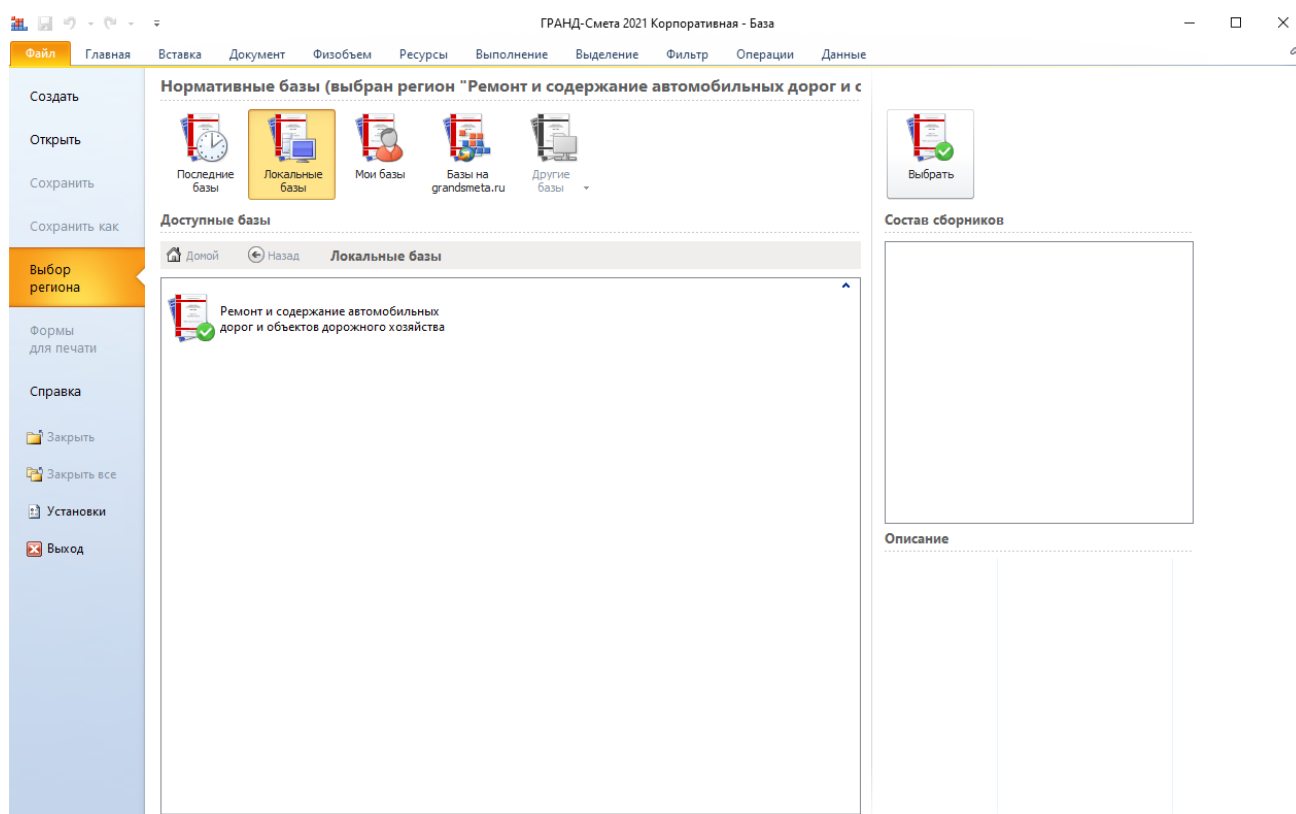 ГРАНД-Смета 2021 Корпоративная - База
Файл Главная Вставка Документ Физобъем Ресурсы Выполнение Выделение Фильтр Операции Данные
Создать
Открыть
Сохранить
Сохранить как
Выбор
региона
Формы
для печати
Справка
Закрыть
Закрыть все
Установки
Выход
Нормативные базы (выбран регион "Ремонт и содержание автомобильных дорог и с
Последние
базы
Локальные
базы
Мои базы
Базы на
grandsmeta.ru
Другие
базы
Доступные базы
Домой Назад Локальные базы
Ремонт и содержание автомобильных
дорог и объектов дорожного хозяйства
Выбрать
Состав сборников
Описание